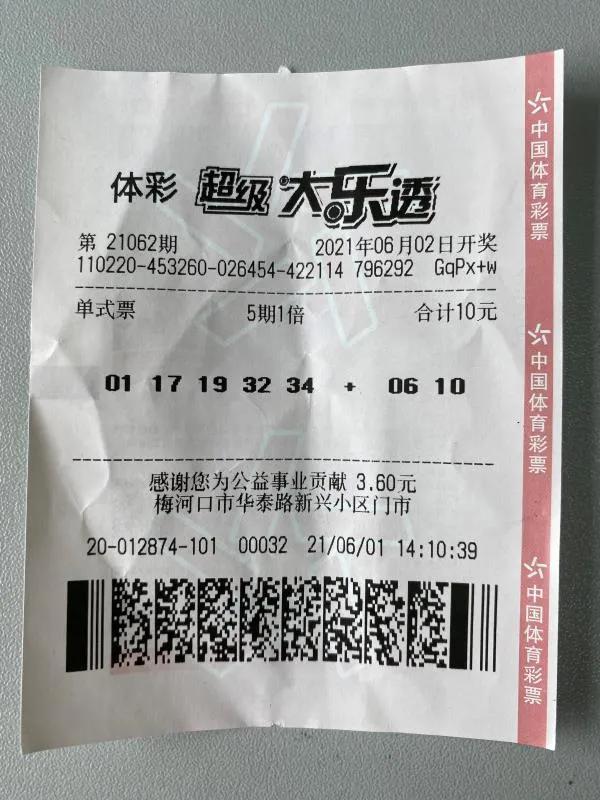 体彩 超级大乐透
第 21062期 2021年06月02日开奖
110220-453260-026454-422114 796292 GqPx+w
单式票 5期1倍 合计10元
01 17 19 32 34 + 06 10
感谢您为公益事业贡献 3.60元
梅河口市华泰路新兴小区门市
20-012874-101 00032 21/06/01 14:10:39
中国体育彩票
中国体育彩票
中国体育彩票